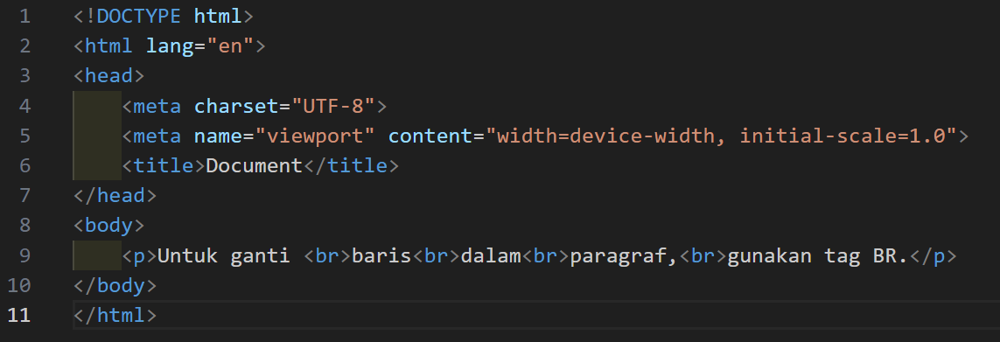 1 <!DOCTYPE html>
2 <html lang="en">
3 <head>
4     <meta charset="UTF-8">
5     <meta name="viewport" content="width=device-width, initial-scale=1.0">
6     <title>Document</title>
7 </head>
8 <body>
9     <p>Untuk ganti <br>baris<br>dalam<br>paragraf,<br>gunakan tag BR.</p>
10 </body>
11 </html>